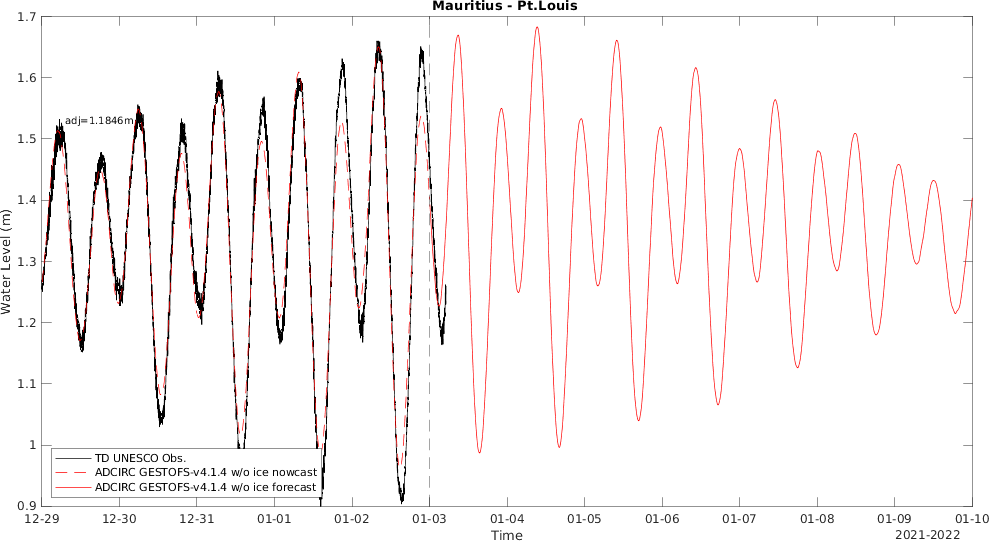 Mauritius - Pt.Louis
Water Level (m)
1.7
1.6
1.5
1.4
1.3
1.2
1.1
1
0.9
adj=1.1846m
TD UNESCO Obs.
ADCIRC GESTOFS-v4.1.4 w/o ice nowcast
ADCIRC GESTOFS-v4.1.4 w/o ice forecast
12-29 12-30 12-31 01-01 01-02 01-03 01-04 01-05 01-06 01-07 01-08 01-09 01-10
Time
2021-2022